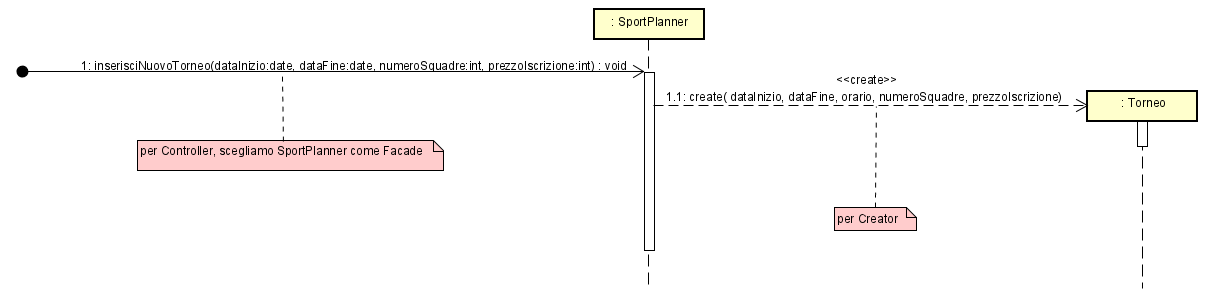 : SportPlanner
1: inserisciNuovoTorneo(dataInizio:date, dataFine:date, numeroSquadre:int, prezzoIscrizione:int) : void
<<create>>
1.1: create( dataInizio, dataFine, orario, numeroSquadre, prezzoIscrizione)
: Torneo
per Controller, scegliamo SportPlanner come Facade
per Creator